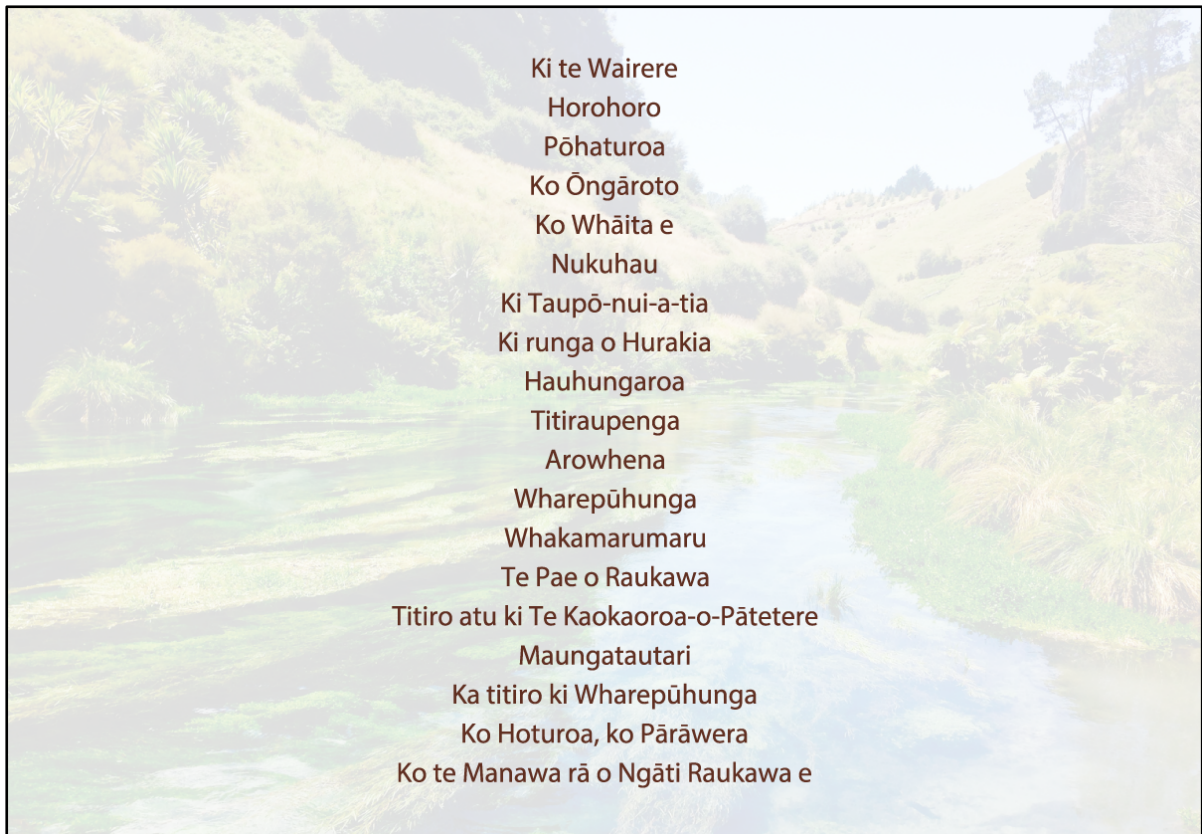 Ki te Wairere
Horohoro
Pōhaturoa
Ko Ōngāroto
Ko Whāita e
Nukuhau
Ki Taupō-nui-a-tia
Ki runga o Hurakia
Hauhungaroa
Titiraupenga
Arowhena
Wharepūhunga
Whakamarumaru
Te Pae o Raukawa
Titiro atu ki Te Kaokaoroa-o-Pātetere
Maungatautari
Ka titiro ki Wharepūhunga
Ko Hoturoa, ko Pārāwera
Ko te Manawa rā o Ngāti Raukawa e